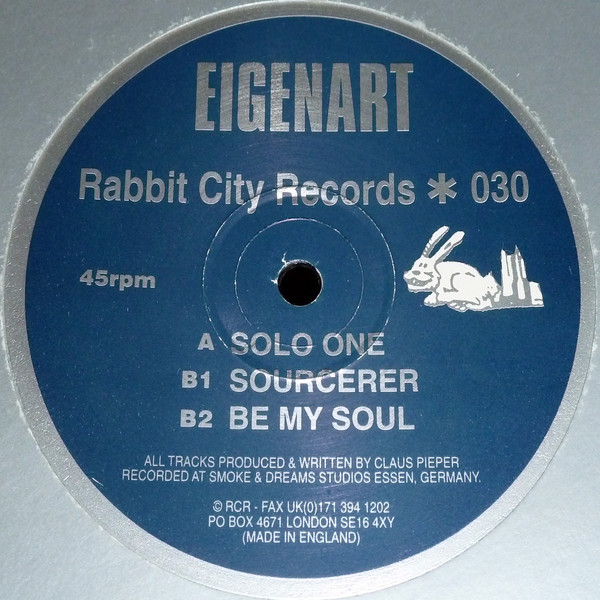 EIGENART
Rabbit City Records * 030
45rpm
A SOLO ONE
B1 SOURCERER
B2 BE MY SOUL
ALL TRACKS PRODUCED & WRITTEN BY CLAUS PIEPER
RECORDED AT SMOKE & DREAMS STUDIOS ESSEN, GERMANY.
© RCR - FAX UK(0)171 394 1202
PO BOX 4671 LONDON SE16 4XY
(MADE IN ENGLAND)